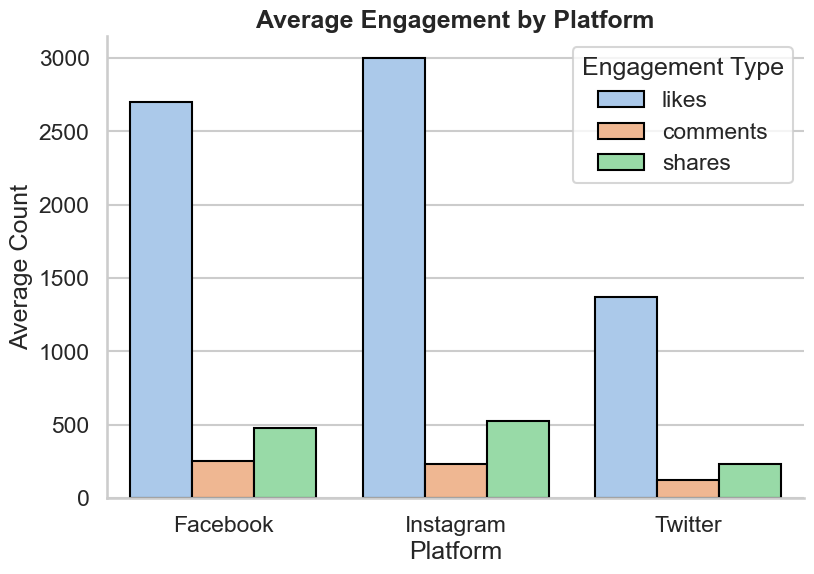 Average Engagement by Platform
Engagement Type
likes
comments
shares
Average Count
3000
2500
2000
1500
1000
500
0
Facebook
Instagram
Twitter
Platform